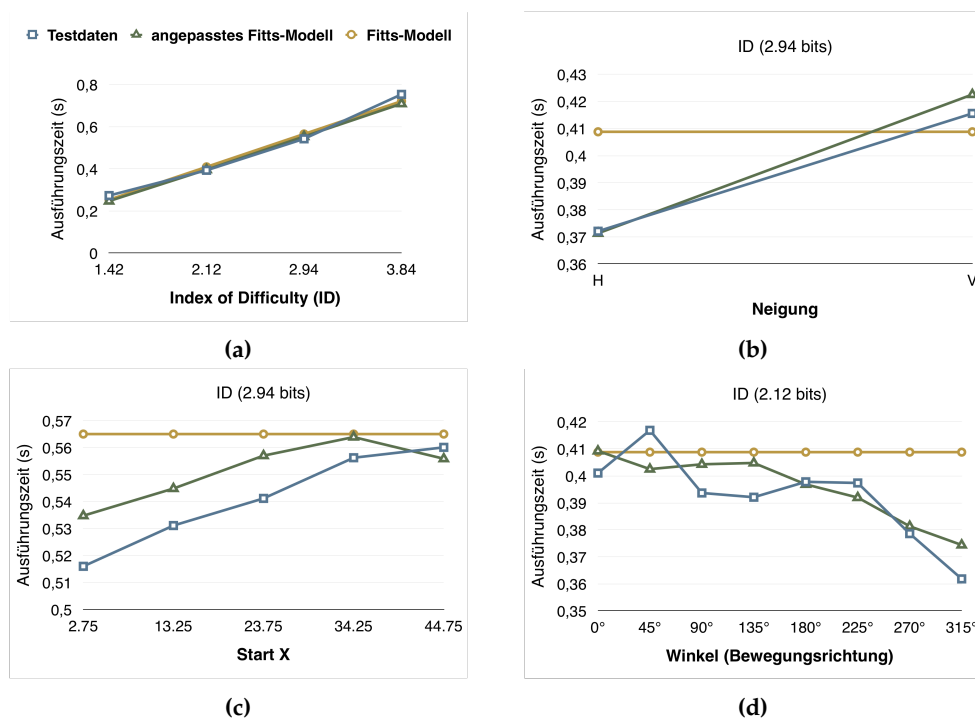 Testdaten angepasstes Fitts-Modell Fitts-Modell
Ausführungszeit (s)
0,8
0,6
0,4
0,2
0
1.42 2.12 2.94 3.84
Index of Difficulty (ID)
(a)
ID (2.94 bits)
Ausführungszeit (s)
0,43
0,42
0,41
0,4
0,39
0,38
0,37
0,36
H V
Neigung
(b)
ID (2.94 bits)
Ausführungszeit (s)
0,57
0,56
0,55
0,54
0,53
0,52
0,51
0,5
2.75 13.25 23.75 34.25 44.75
Start X
(c)
ID (2.12 bits)
Ausführungszeit (s)
0,42
0,41
0,4
0,39
0,38
0,37
0,36
0,35
0° 45° 90° 135° 180° 225° 270° 315°
Winkel (Bewegungsrichtung)
(d)